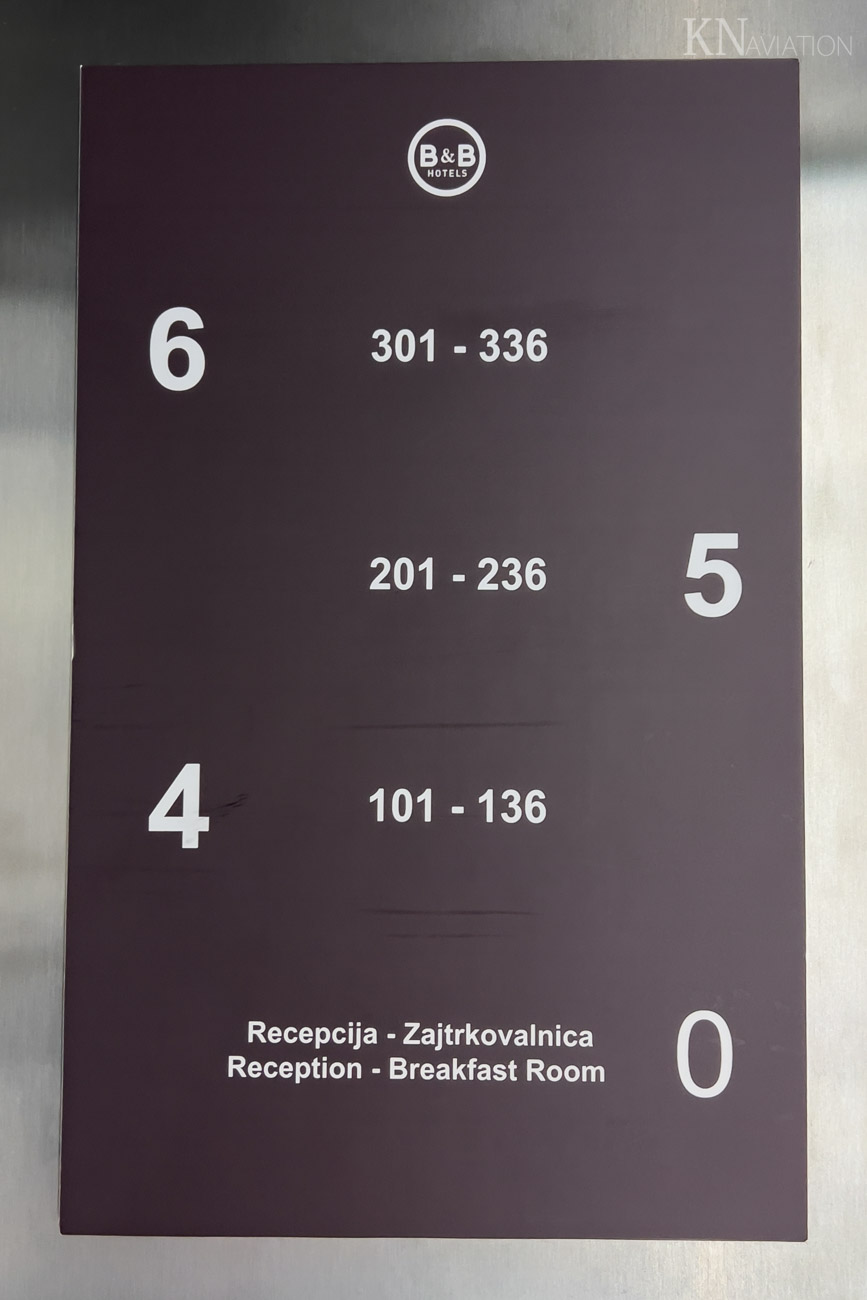 KNAVIATION
B&B
HOTELS
6 301 - 336
201 - 236 5
4 101 - 136
Recepcija - Zajtrkovalnica
Reception - Breakfast Room
0